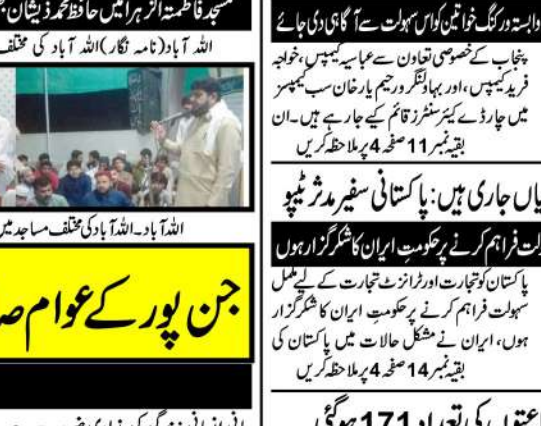 مسجد فاطمتہ الزہرا میں حافظ محمد ذیشان
اللہ آباد (نامہ نگار) اللہ آباد کی مختلف
اللہ آباد۔ اللہ آباد کی مختلف مساجد میں
جن پور کے عوام
وابستہ ورکنگ خواتین کو اس سہولت سے آگاہی دی جائے
پنجاب کے خصوصی تعاون سے عباسیہ کیمپس، خواجہ
فرید کیمپس، اور بہاولنگر و رحیم یار خان سب کیمپسز
میں چار ڈے کیئر سنٹرز قائم کیے جا رہے ہیں۔ ان
بقیہ نمبر 11 صفحہ 4 پر ملاحظہ کریں
جاری ہیں: پاکستانی سفیر مدثر ٹیپو
فراہم کرنے پر حکومتِ ایران کا شکر گزار ہوں
پاکستان کو تجارت اور ٹرانزٹ تجارت کے لیے مکمل
سہولت فراہم کرنے پر حکومتِ ایران کا شکر گزار
ہوں، ایران نے مشکل حالات میں پاکستان کی
بقیہ نمبر 14 صفحہ 4 پر ملاحظہ کریں
کی تعداد 171 ہوگئی